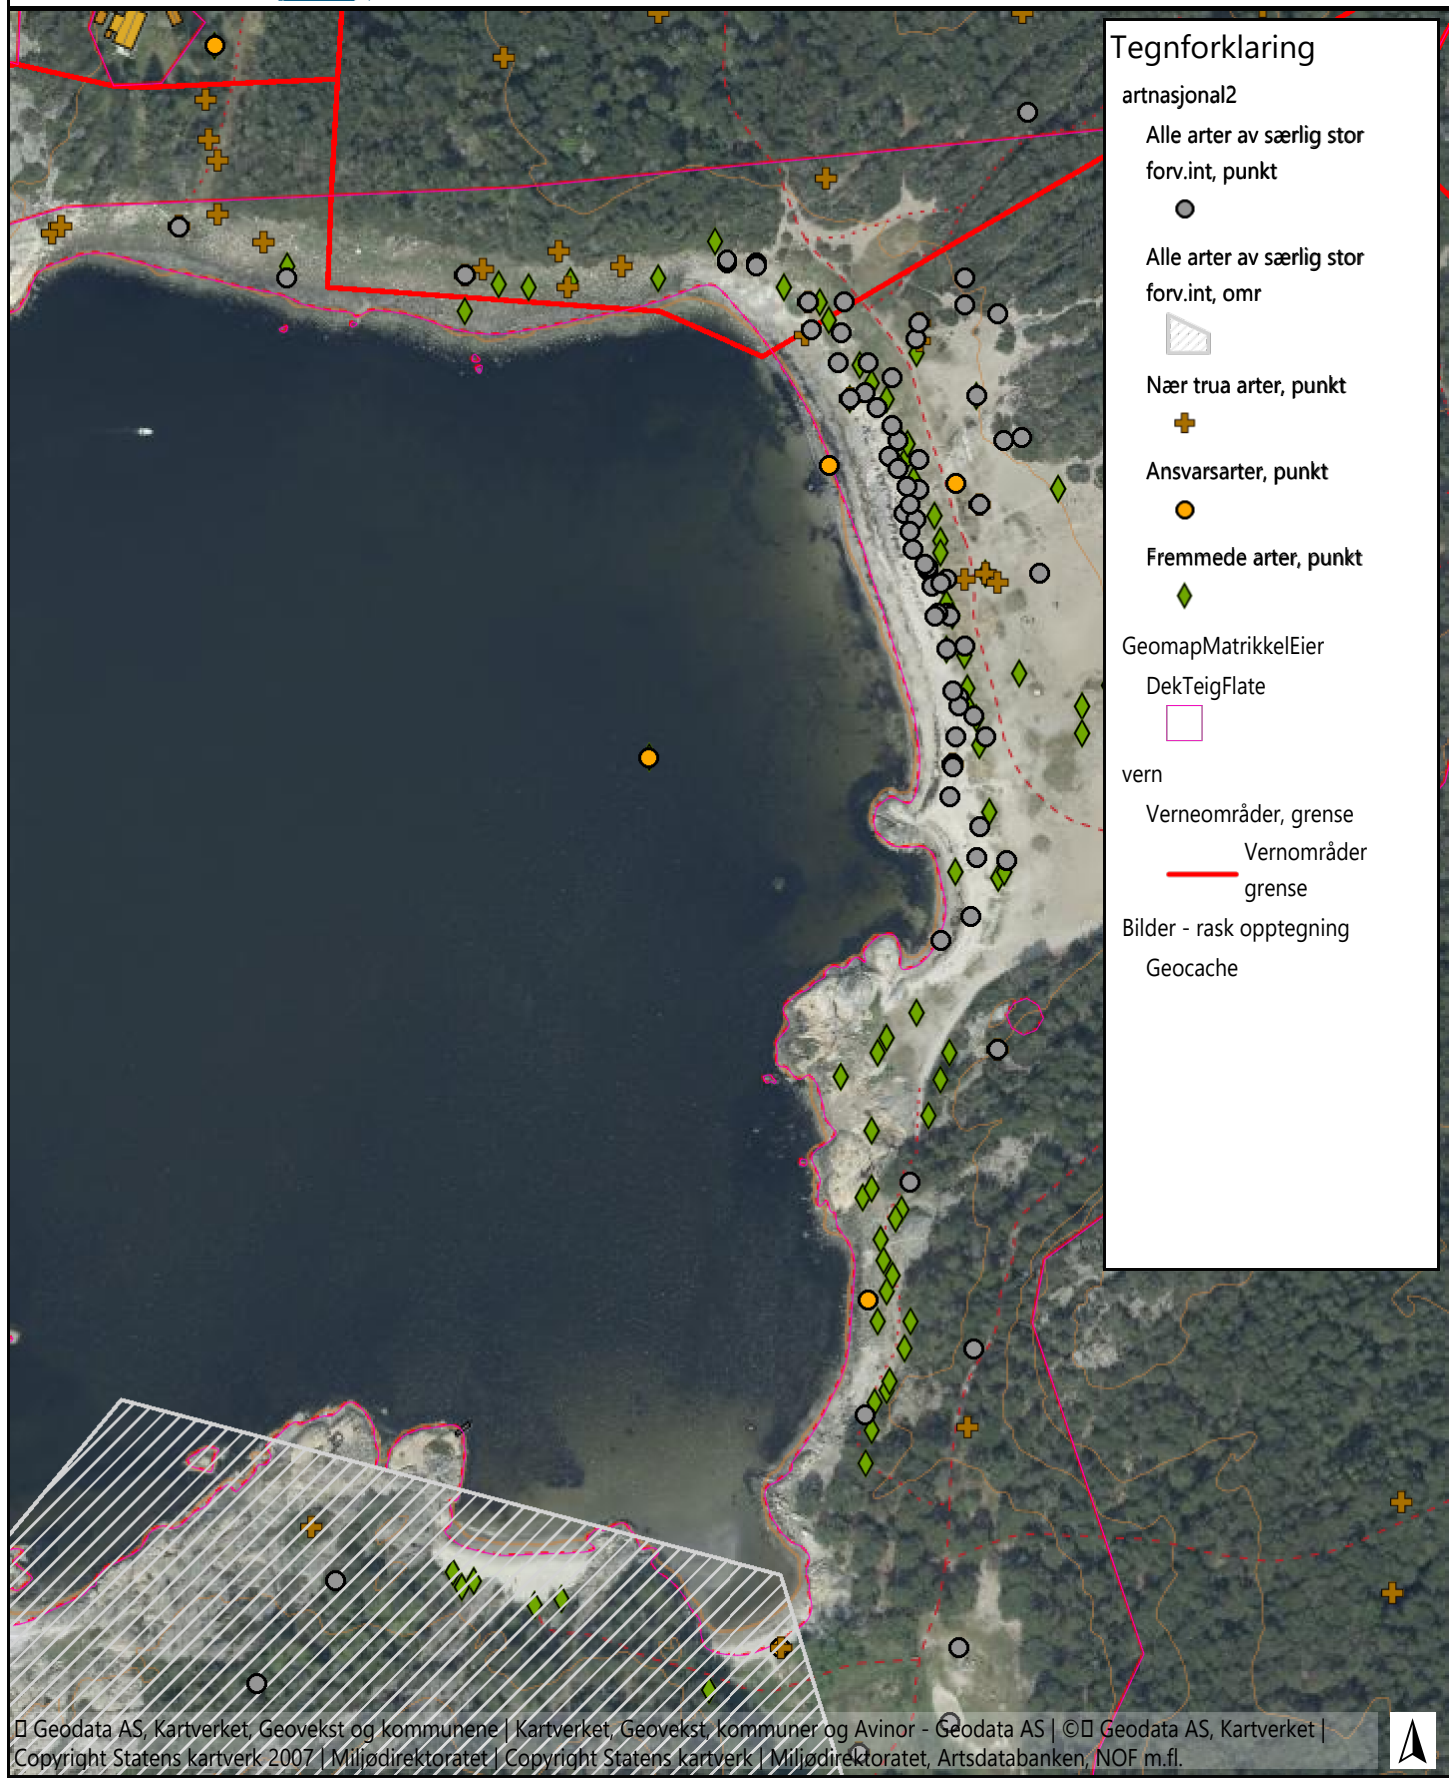 Tegnforklaring
artnasjonal2
Alle arter av særlig stor
forv.int, punkt
Alle arter av særlig stor
forv.int, omr
Nær trua arter, punkt
Ansvarsarter, punkt
Fremmede arter, punkt
GeomapMatrikkelEier
DekTeigFlate
vern
Verneområder, grense
Vernområder
grense
Bilder - rask opptegning
Geocache
Geodata AS, Kartverket, Geovekst og kommunene | Kartverket, Geovekst, kommuner og Avinor - Geodata AS | © Geodata AS, Kartverket |
Copyright Statens kartverk 2007 | Miljødirektoratet | Copyright Statens kartverk | Miljødirektoratet, Artsdatabanken, NOF m.fl.